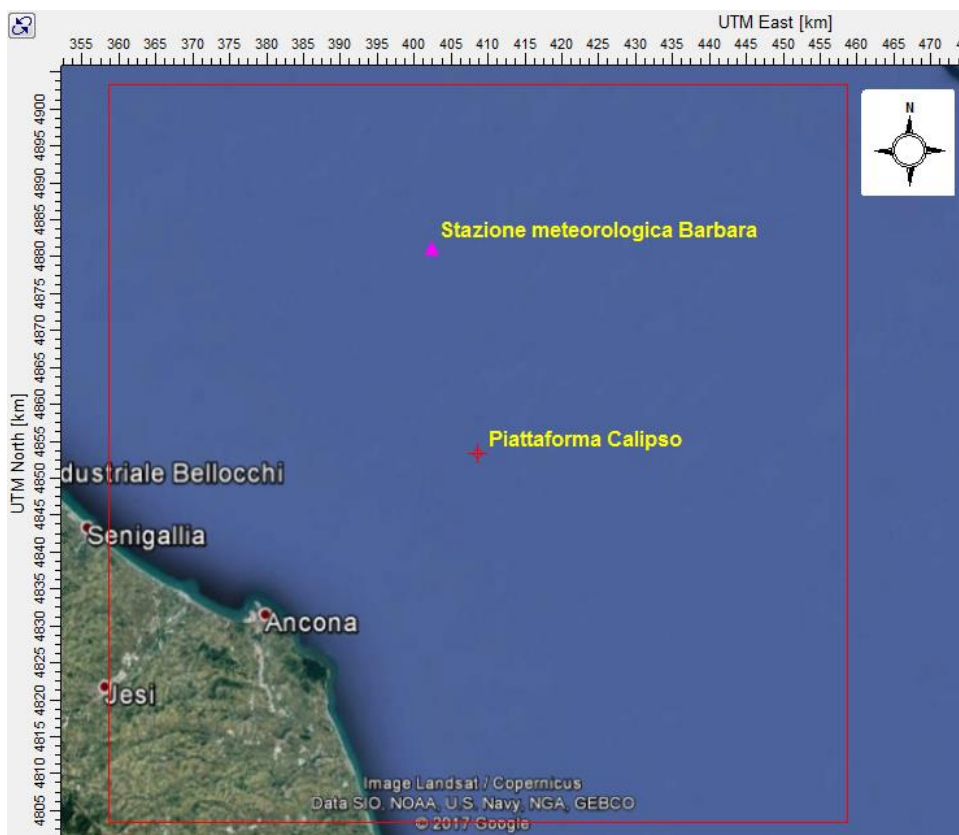 UTM East [km]
355 360 365 370 375 380 385 390 395 400 405 410 415 420 425 430 435 440 445 450 455 460 465 470
N
4900
4895
4890
4885
4880
4875
4870
4865
4860
4855
4850
4845
4840
4835
4830
4825
4820
4815
4810
4805
UTM North [km]
Stazione meteorologica Barbara
Piattaforma Calipso
dustriale Bellocchi
Senigallia
Ancona
Jesi
Image Landsat / Copernicus
Data SIO, NOAA, U.S. Navy, NGA, GEBCO
© 2017 Google